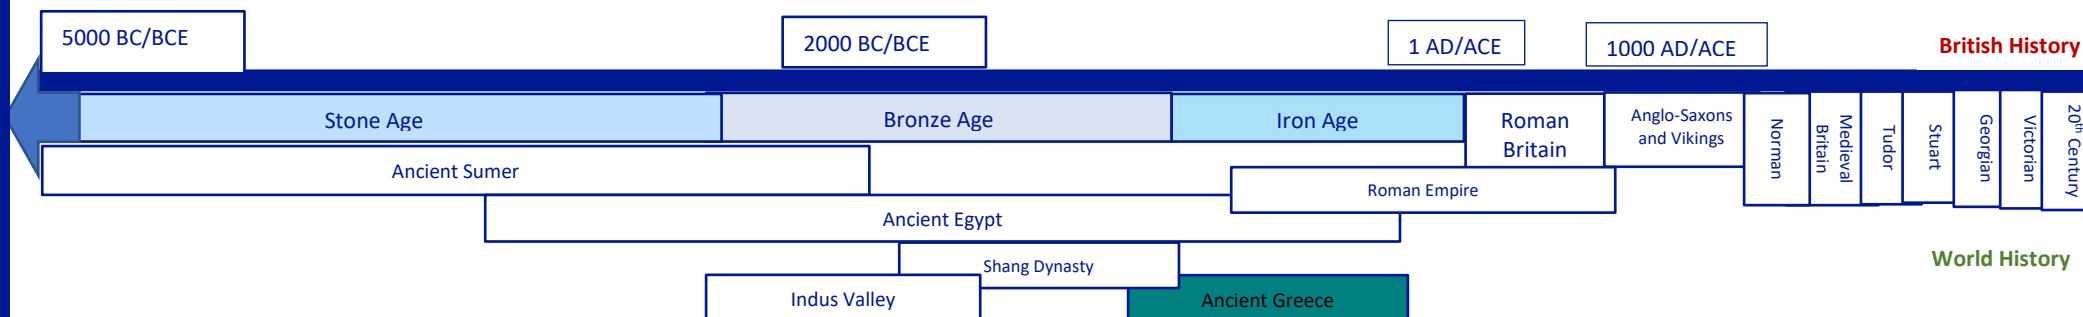 5000 BC/BCE
2000 BC/BCE
1 AD/ACE
1000 AD/ACE
British History
Stone Age
Bronze Age
Iron Age
Roman
Britain
Anglo-Saxons
and Vikings
Norman
Medieval
Britain
Tudor
Stuart
Georgian
Victorian
20th Century
Ancient Sumer
Roman Empire
Ancient Egypt
Shang Dynasty
World History
Indus Valley
Ancient Greece